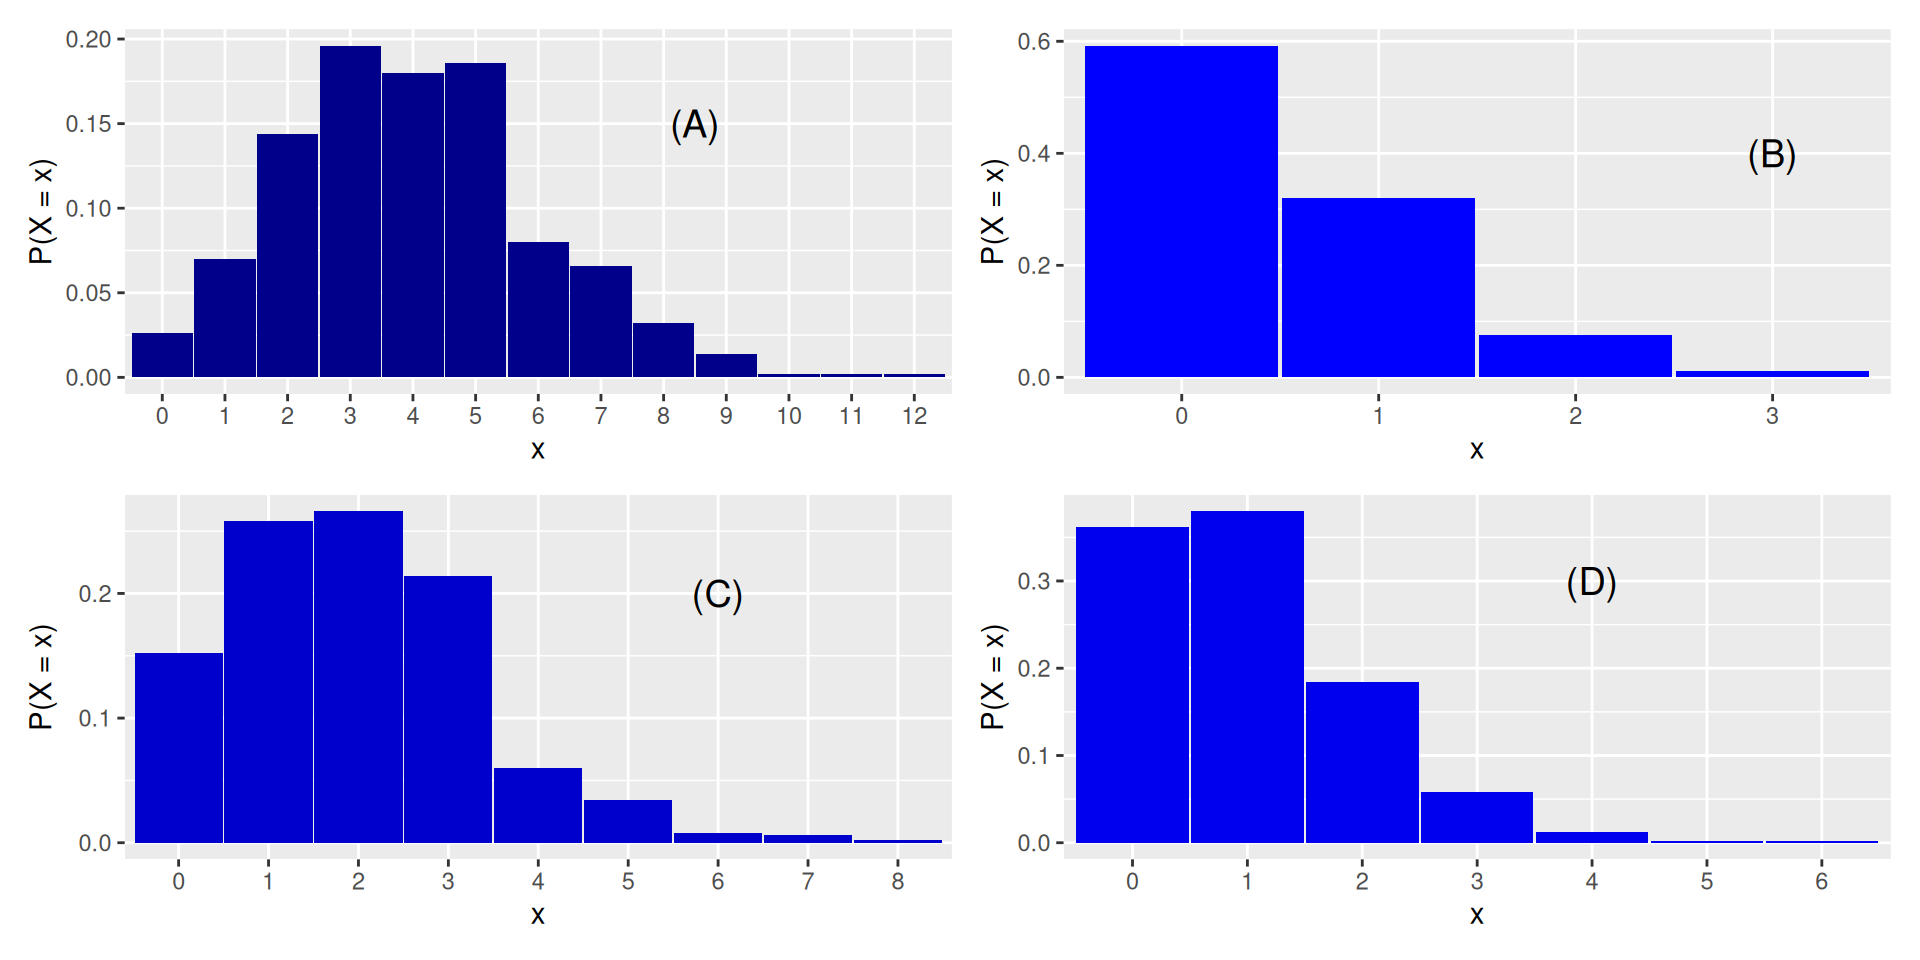 0.20
0.15
0.10
0.05
0.00
P(X = x)
(A)
0 1 2 3 4 5 6 7 8 9 10 11 12
x
0.6
0.4
0.2
0.0
P(X = x)
(B)
0 1 2 3
x
0.2
0.1
0.0
P(X = x)
(C)
0 1 2 3 4 5 6 7 8
x
0.3
0.2
0.1
0.0
P(X = x)
(D)
0 1 2 3 4 5 6
x